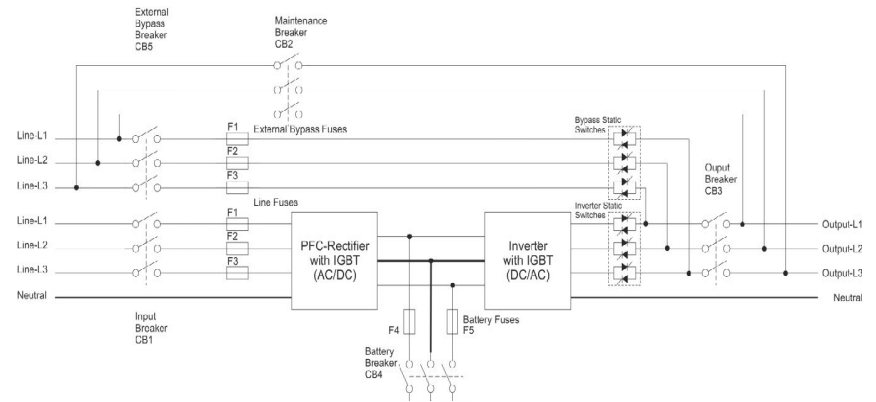 External
Bypass
Breaker
CB5
Maintenance
Breaker
CB2
Line-L1
Line-L2
Line-L3
F1
External Bypass Fuses
F2
F3
Bypass Static
Switches
Ouput
Breaker
CB3
Line Fuses
Line-L1
Line-L2
Line-L3
Neutral
F1
F2
F3
PFC-Rectifier
with IGBT
(AC/DC)
Inverter
with IGBT
(DC/AC)
Inverter Static
Switches
Output-L1
Output-L2
Output-L3
Neutral
Input
Breaker
CB1
F4
Battery Fuses
F5
Battery
Breaker
CB4